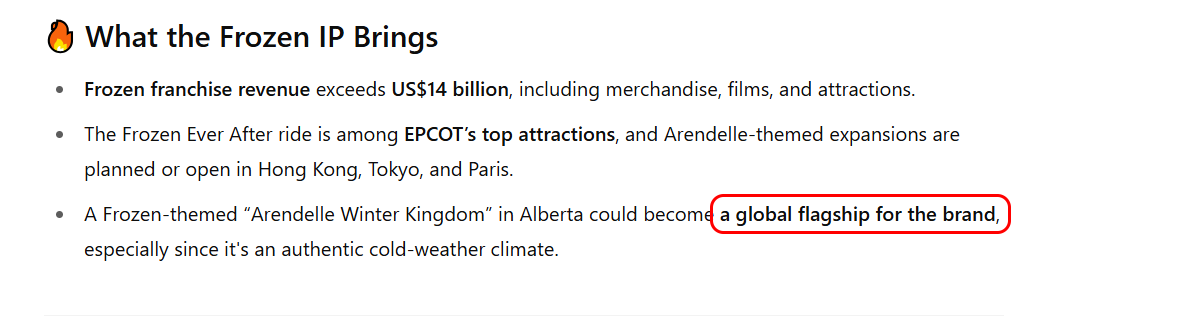 🔥 What the Frozen IP Brings
• Frozen franchise revenue exceeds US$14 billion, including merchandise, films, and attractions.
• The Frozen Ever After ride is among EPCOT’s top attractions, and Arendelle-themed expansions are
planned or open in Hong Kong, Tokyo, and Paris.
• A Frozen-themed “Arendelle Winter Kingdom” in Alberta could become a global flagship for the brand,
especially since it's an authentic cold-weather climate.